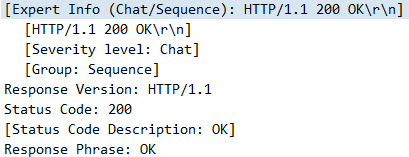 [Expert Info (Chat/Sequence): HTTP/1.1 200 OK\r\n]
[HTTP/1.1 200 OK\r\n]
[Severity level: Chat]
[Group: Sequence]
Response Version: HTTP/1.1
Status Code: 200
[Status Code Description: OK]
Response Phrase: OK